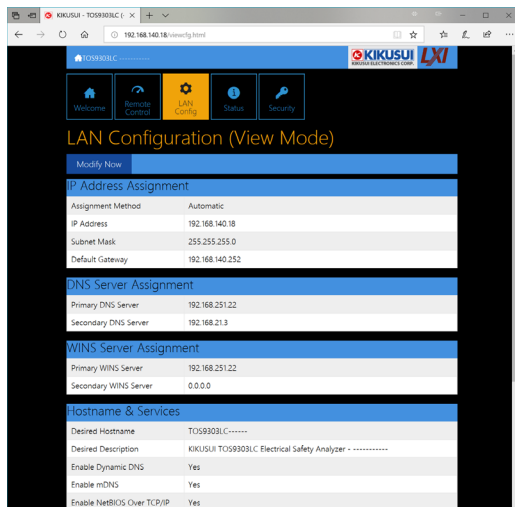 KIKUSUI - TOS9303LC (-
192.168.140.18/viewcfg.html
TOS9303LC -----------
KIKUSUI
KIKUSUI ELECTRONICS CORP.
LXI
Welcome
Remote Control
LAN Config
Status
Security
LAN Configuration (View Mode)
Modify Now
IP Address Assignment
Assignment Method Automatic
IP Address 192.168.140.18
Subnet Mask 255.255.255.0
Default Gateway 192.168.140.252
DNS Server Assignment
Primary DNS Server 192.168.251.22
Secondary DNS Server 192.168.21.3
WINS Server Assignment
Primary WINS Server 192.168.251.22
Secondary WINS Server 0.0.0.0
Hostname & Services
Desired Hostname TOS9303LC------
Desired Description KIKUSUI TOS9303LC Electrical Safety Analyzer - -----------
Enable Dynamic DNS Yes
Enable mDNS Yes
Enable NetBIOS Over TCP/IP Yes